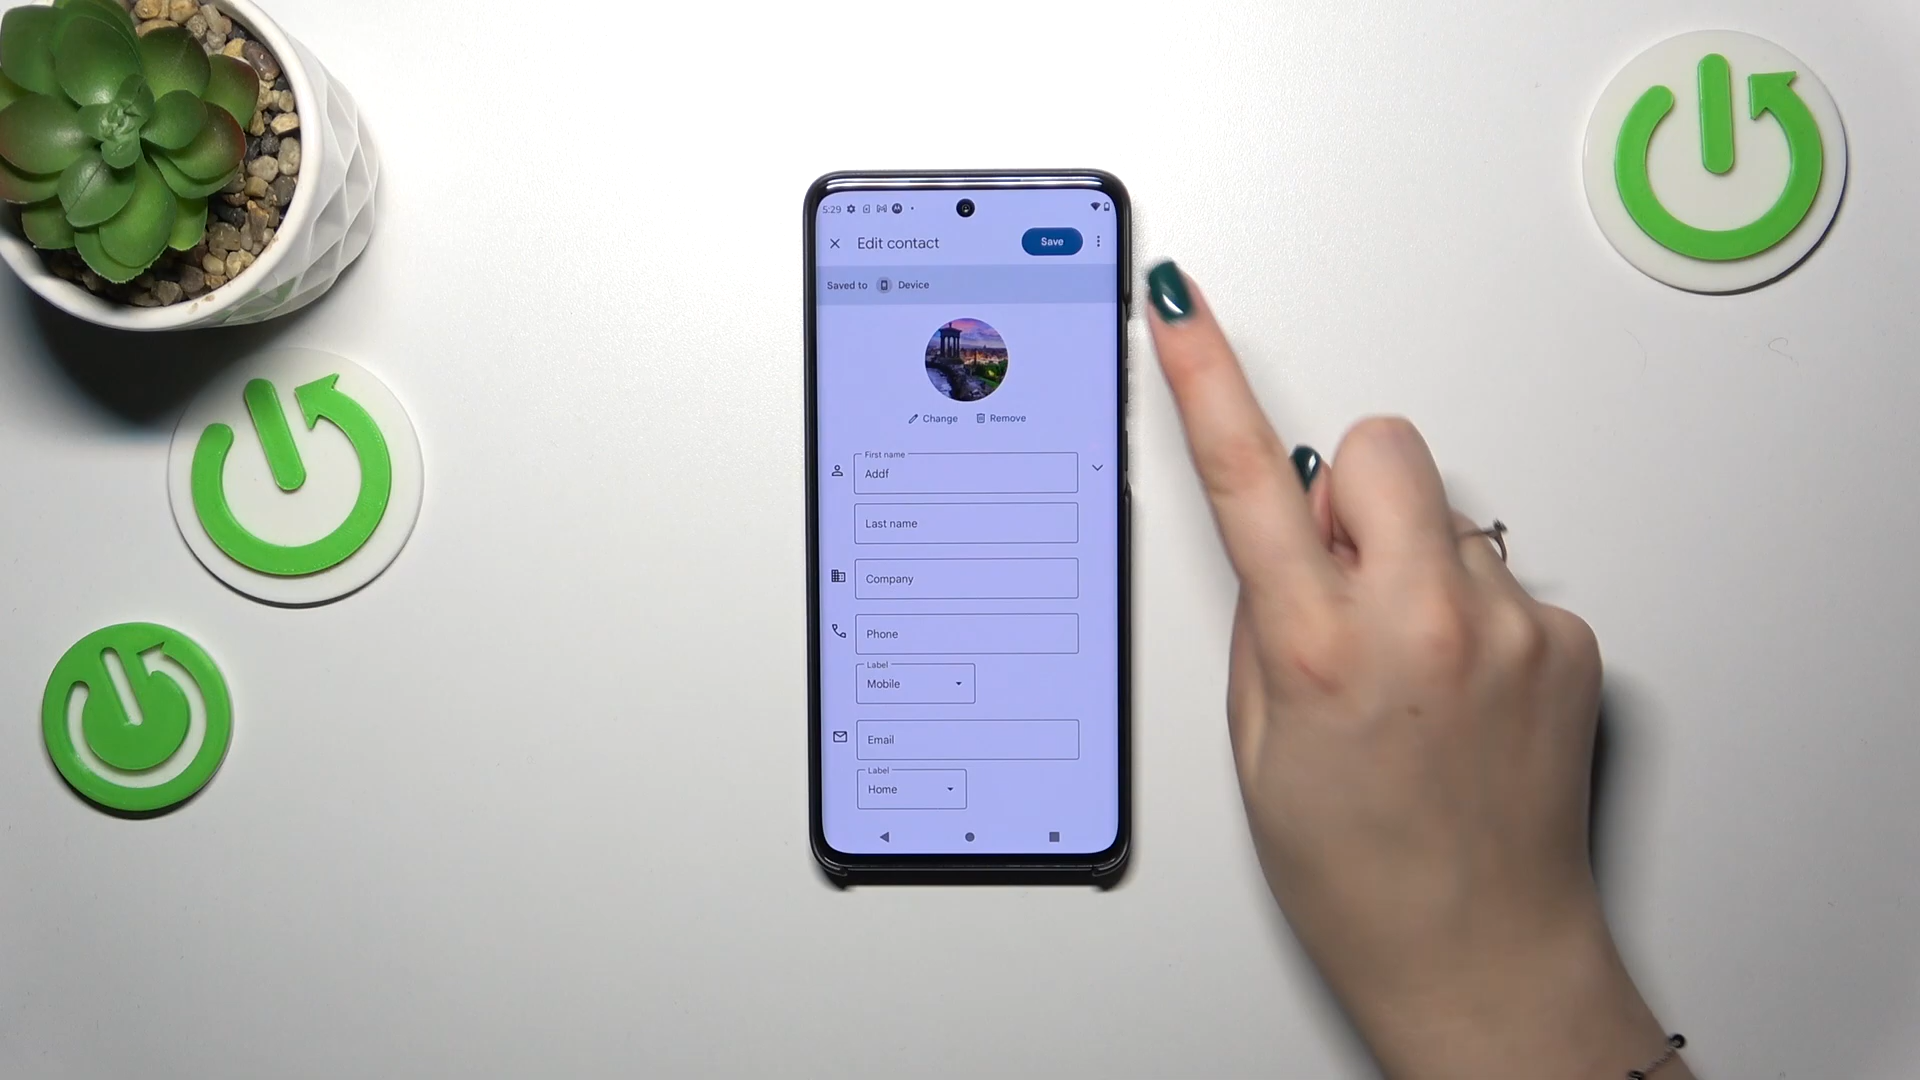 5:29
Edit contact
Save
Saved to Device
Change Remove
First name
Addf
Last name
Company
Phone
Label
Mobile
Email
Label
Home